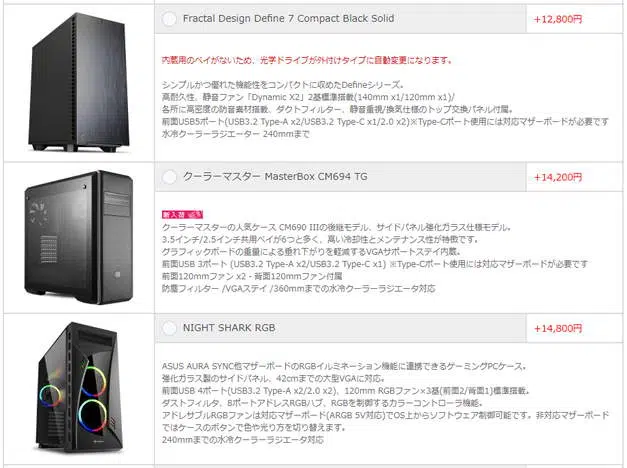 Fractal Design Define 7 Compact Black Solid
+12,800円
内蔵用のベイがないため、光学ドライブが外付けタイプに自動変更になります。
シンプルかつ優れた機能性をコンパクトに収めたDefineシリーズ。
高耐久性、静音ファン「Dynamic X2」2基標準搭載(140mm x1/120mm x1)/
各所に高密度の防音素材搭載、ダクトフィルター、静音重視/換気仕様のトップ交換パネル付属。
前面USB5ポート(USB3.2 Type-A x2/USB3.2 Type-C x1/2.0 x2)※Type-Cポート使用には対応マザーボードが必要です
水冷クーラーラジエーター 240mmまで
クーラーマスター MasterBox CM694 TG
+14,200円
新入荷
クーラーマスターの人気ケース CM690 IIIの後継モデル、サイドパネル強化ガラス仕様モデル。
3.5インチ/2.5インチ共用ベイが6つと多く、高い冷却性とメンテナンス性が特徴です。
グラフィックボードの重量による垂れ下がりを軽減するVGAサポートステイ内蔵。
前面USB 3ポート (USB3.2 Type-A x2/USB3.2 Type-C x1) ※Type-Cポート使用には対応マザーボードが必要です
前面120mmファン x2・背面120mmファン付属
防塵フィルター /VGAステイ /360mmまでの水冷クーラーラジエータ対応
NIGHT SHARK RGB
+14,800円
ASUS AURA SYNC他マザーボードのRGBイルミネーション機能に連携できるゲーミングPCケース。
強化ガラス製のサイドパネル、42cmまでの大型VGAに対応。
前面USB 4ポート(USB3.2 Type-A x2/2.0 x2)、120mm RGBファン×3基(前面2/背面1)標準搭載。
ダストフィルタ、8ポートアドレスRGBハブ、RGBを制御するカラーコントローラ機能。
アドレサブルRGBファンは対応マザーボード(ARGB 5V対応)でOS上からソフトウェア制御可能です。非対応マザーボード
ではケースのボタンで色や光り方を切り替えます。
240mmまでの水冷クーラーラジエータ対応